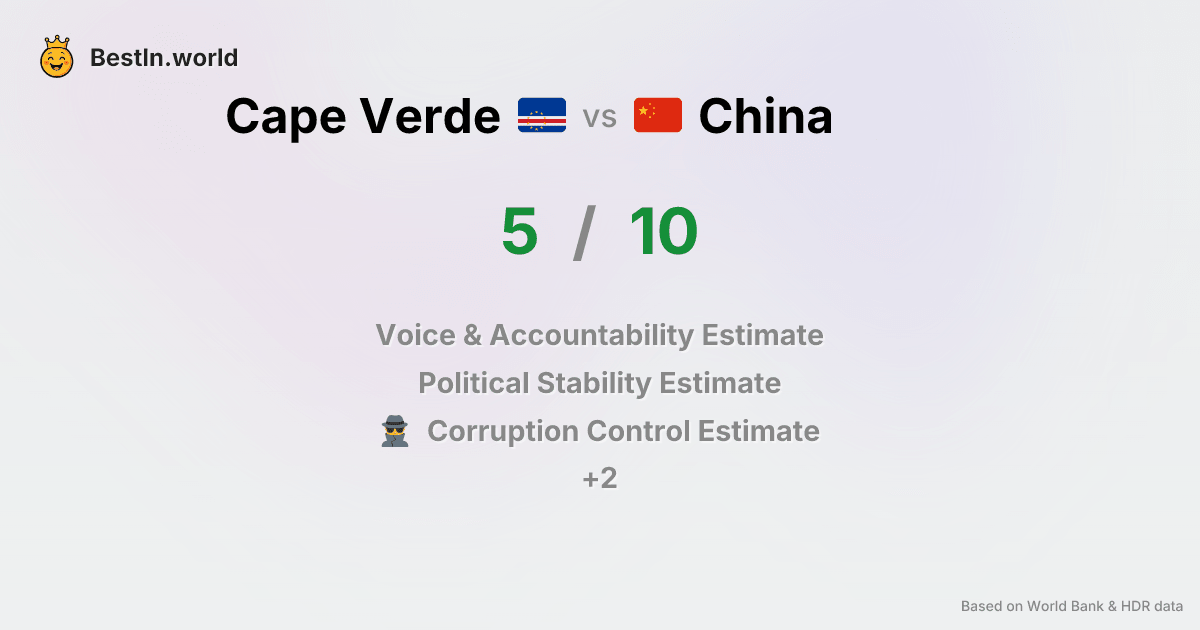 BestIn.world
Cape Verde vs China
5 / 10
Voice & Accountability Estimate
Political Stability Estimate
Corruption Control Estimate
+2
Based on World Bank & HDR data